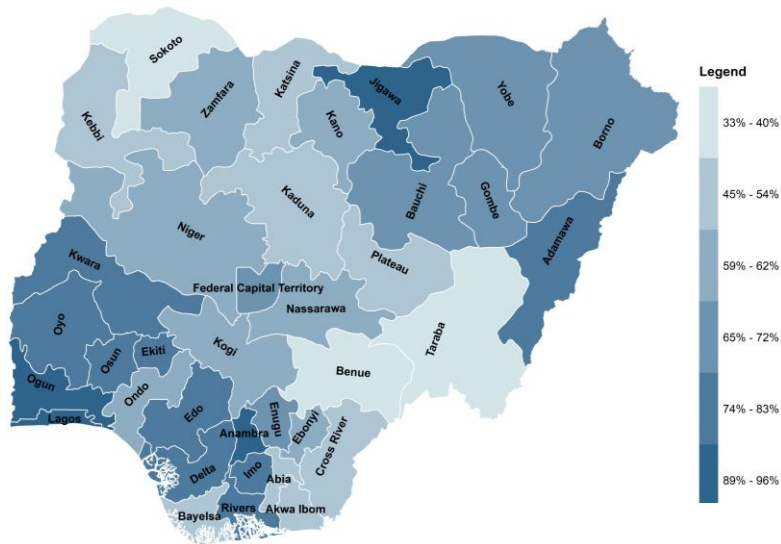 Sokoto
Kebbi
Zamfara
Katsina
Kano
Jigawa
Yobe
Borno
Bauchi
Gombe
Adamawa
Kaduna
Niger
Plateau
Kwara
Federal Capital Territory
Nassarawa
Oyo
Osun
Ekiti
Kogi
Benue
Taraba
Ogun
Lagos
Ondo
Edo
Anambra
Enugu
Ebonyi
Cross River
Delta
Imo
Abia
Bayelsa
Rivers
Akwa Ibom
Legend
33% - 40%
45% - 54%
59% - 62%
65% - 72%
74% - 83%
89% - 96%